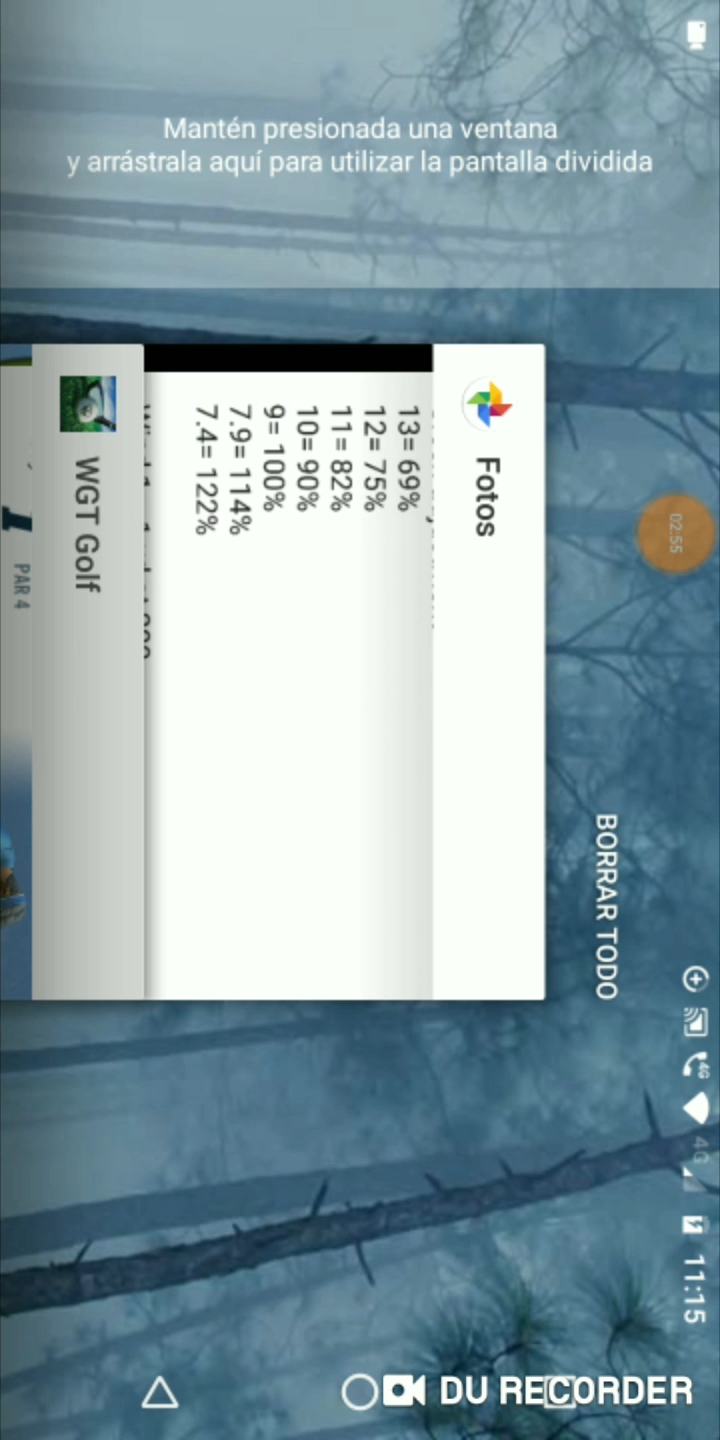 Mantén presionada una ventana
y arrástrala aquí para utilizar la pantalla dividida
02:55
BORRAR TODO
4G
4G
11:15
Fotos
13= 69%
12= 75%
11= 82%
10= 90%
9= 100%
7.9= 114%
7.4= 122%
WGT Golf
PAR 4
DU RECORDER